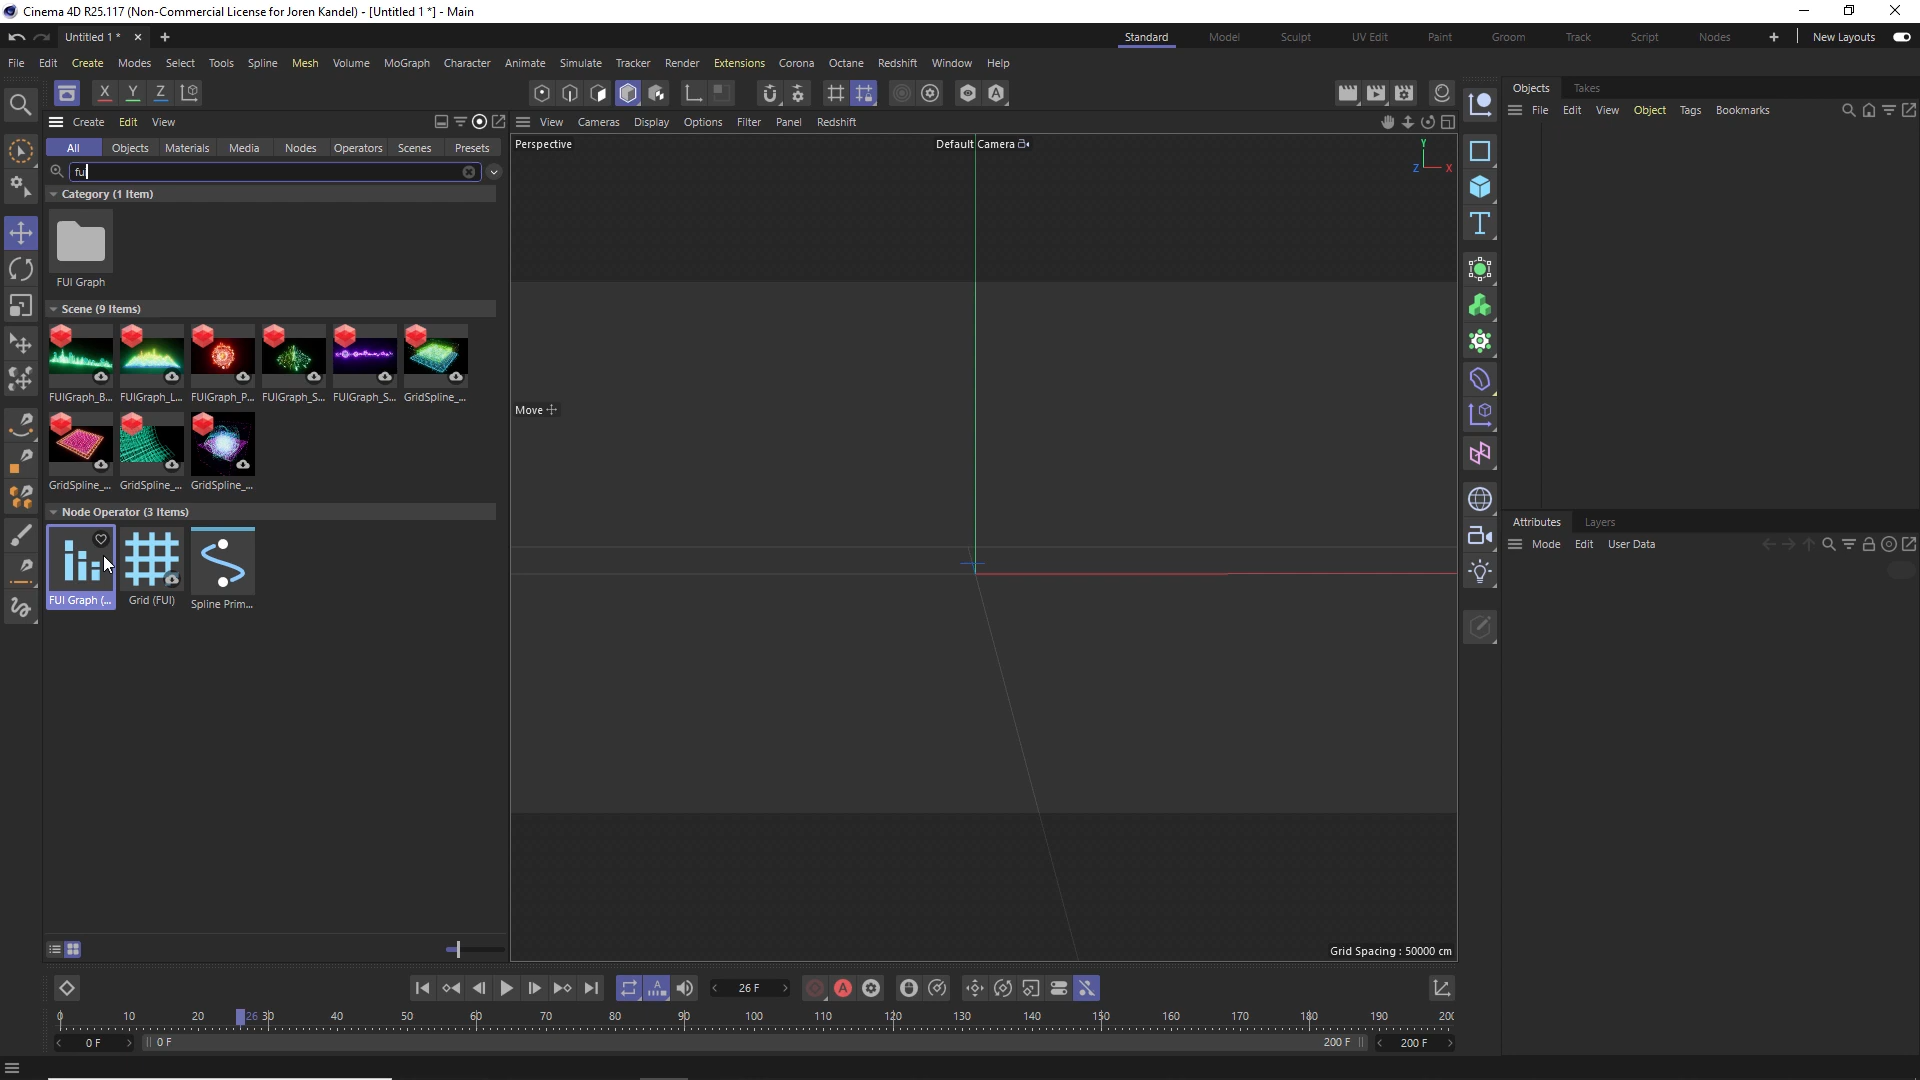 Cinema 4D R25.117 (Non-Commercial License for Joren Kandel) - [Untitled 1 *] - Main
Untitled 1 *
Standard Model Sculpt UV Edit Paint Groom Track Script Nodes New Layouts
File Edit Create Modes Select Tools Spline Mesh Volume MoGraph Character Animate Simulate Tracker Render Extensions Corona Octane Redshift Window Help
X Y Z
Objects Takes
File Edit View Object Tags Bookmarks
Create Edit View
View Cameras Display Options Filter Panel Redshift
All Objects Materials Media Nodes Operators Scenes Presets
Perspective
Default Camera
Y
Z X
fui
Category (1 Item)
FUI Graph
Scene (9 Items)
FUIGraph_B... FUIGraph_L... FUIGraph_P... FUIGraph_S... FUIGraph_S... GridSpline_...
Move
GridSpline_... GridSpline_... GridSpline_...
Node Operator (3 Items)
FUI Graph (... Grid (FUI) Spline Prim...
Attributes Layers
Mode Edit User Data
Grid Spacing : 50000 cm
26 F
0 10 20 26 30 40 50 60 70 80 90 100 110 120 130 140 150 160 170 180 190 200
0 F 0 F 200 F 200 F